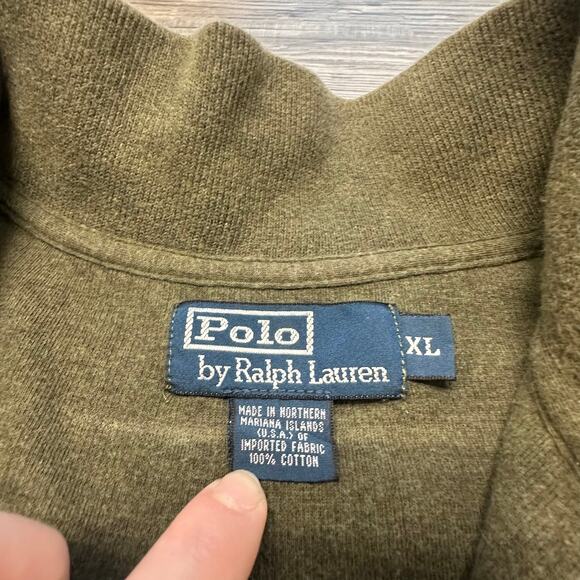 Polo
by Ralph Lauren
XL
MADE IN NORTHERN
MARIANA ISLANDS
(U.S.A.) OF
IMPORTED FABRIC
100% COTTON